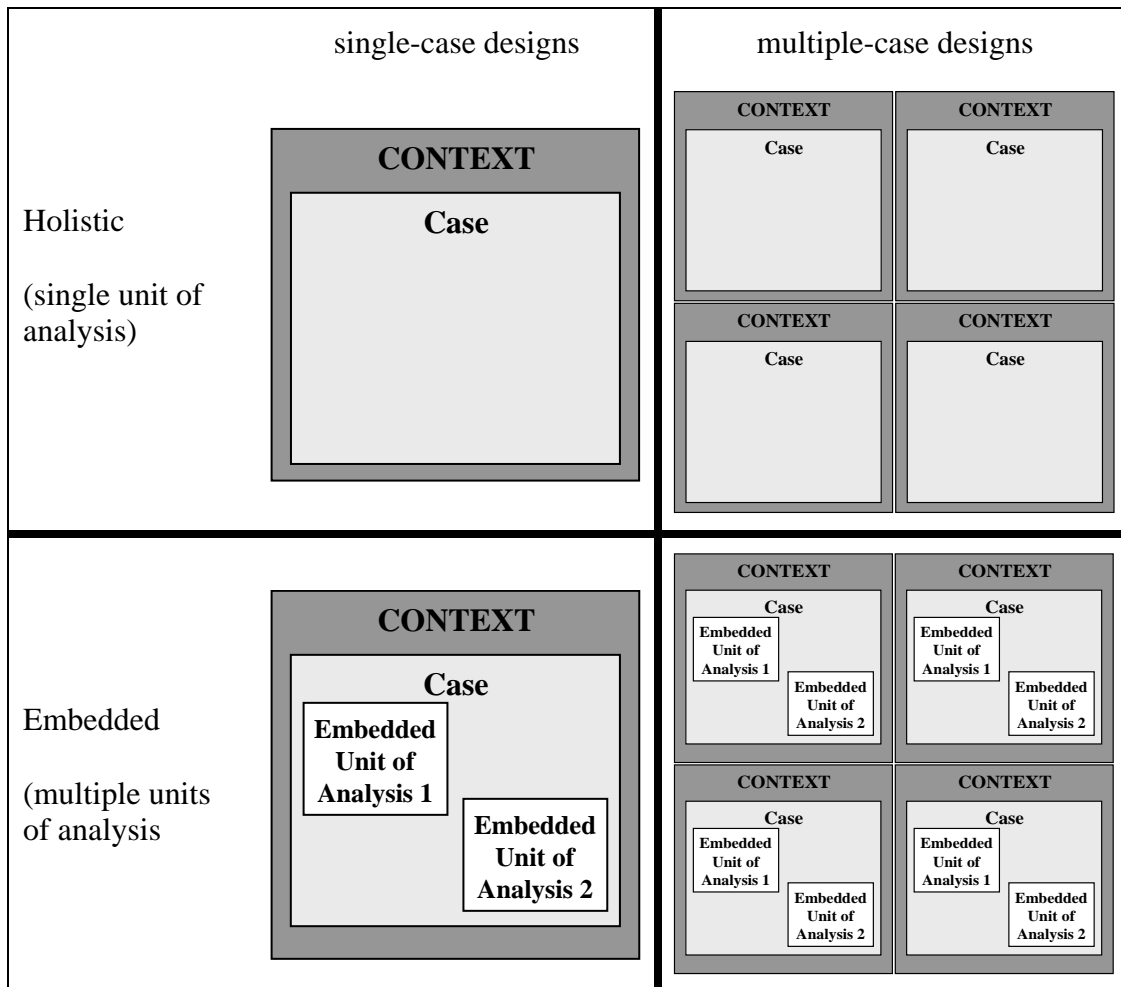 single-case designs
multiple-case designs
Holistic
(single unit of
analysis)
CONTEXT
Case
CONTEXT
Case
CONTEXT
Case
CONTEXT
Case
CONTEXT
Case
Embedded
(multiple units
of analysis
CONTEXT
Case
Embedded
Unit of
Analysis 1
Embedded
Unit of
Analysis 2
CONTEXT
Case
Embedded
Unit of
Analysis 1
Embedded
Unit of
Analysis 2
CONTEXT
Case
Embedded
Unit of
Analysis 1
Embedded
Unit of
Analysis 2
CONTEXT
Case
Embedded
Unit of
Analysis 1
Embedded
Unit of
Analysis 2
CONTEXT
Case
Embedded
Unit of
Analysis 1
Embedded
Unit of
Analysis 2